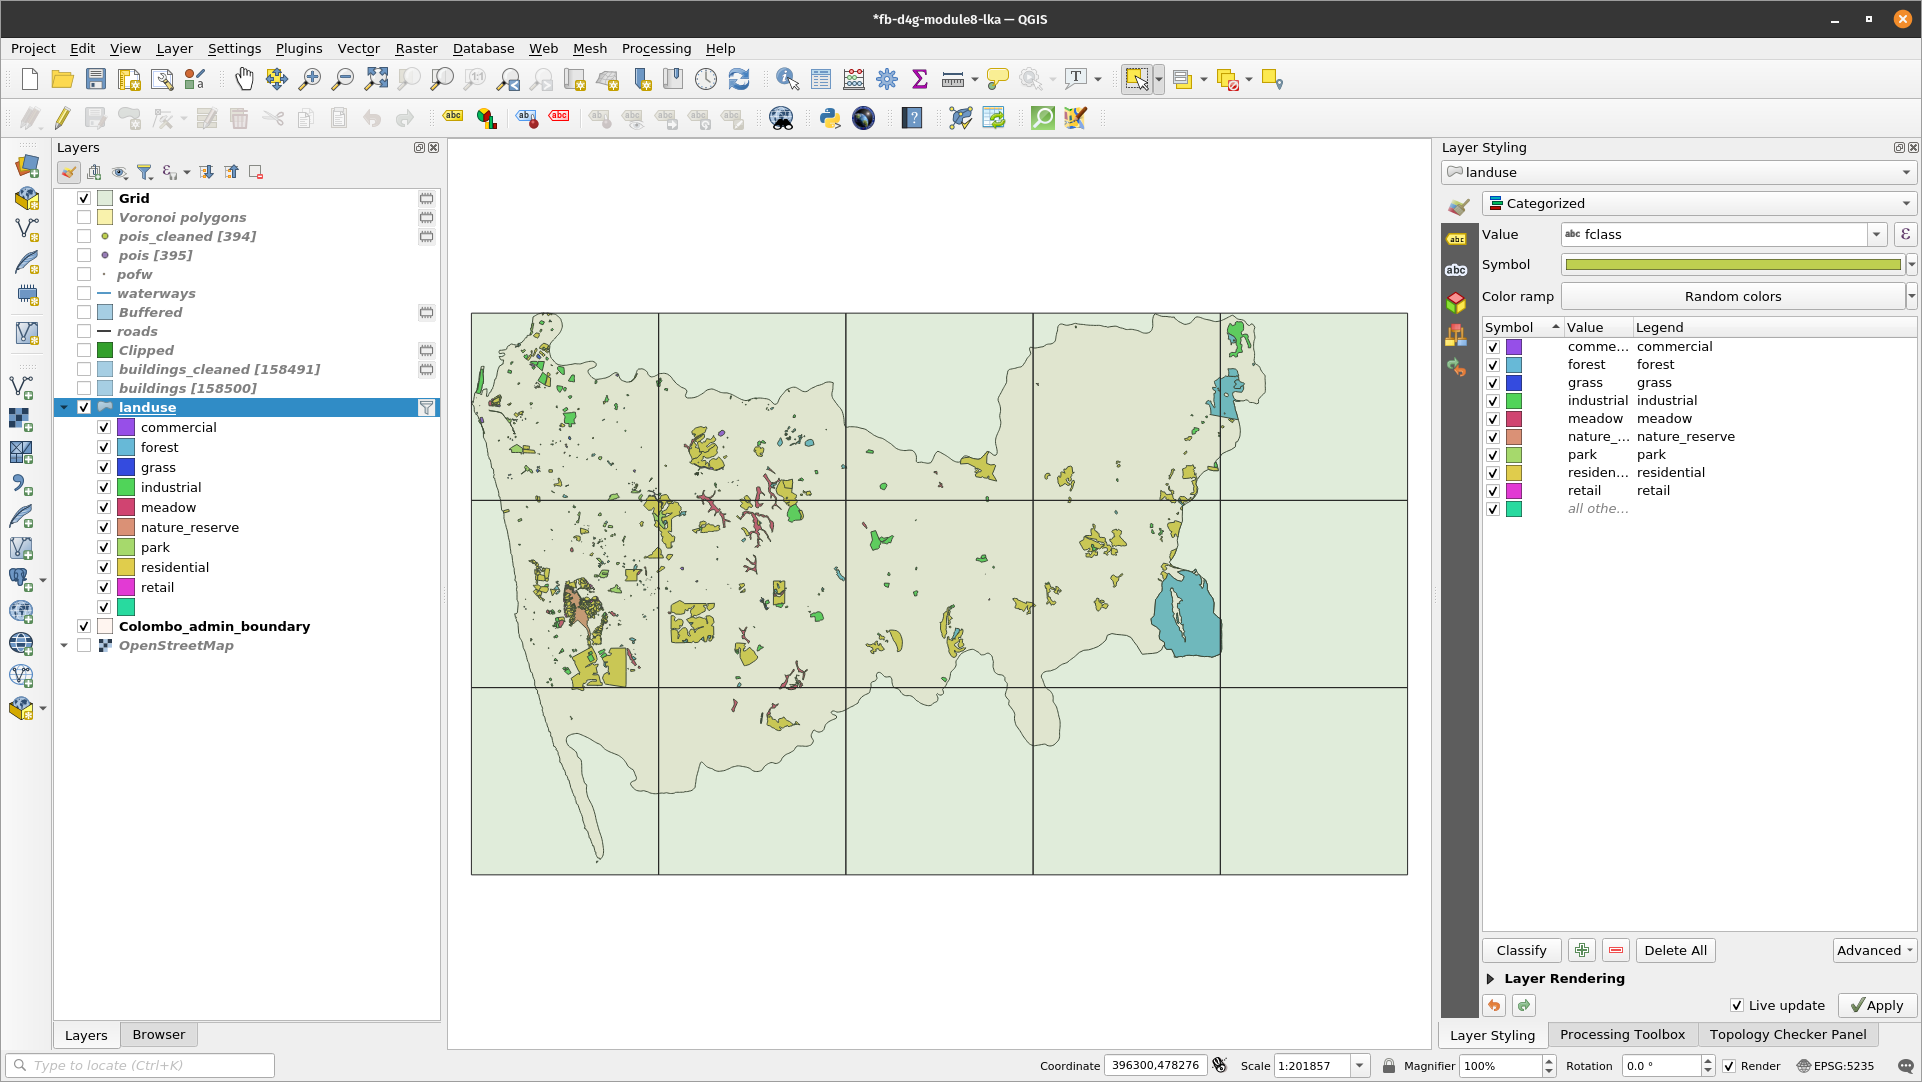 *fb-d4g-module8-lka — QGIS
Project Edit View Layer Settings Plugins Vector Raster Database Web Mesh Processing Help
Layers
Grid
Voronoi polygons
pois_cleaned [394]
pois [395]
pofw
waterways
Buffered
roads
Clipped
buildings_cleaned [158491]
buildings [158500]
landuse
commercial
forest
grass
industrial
meadow
nature_reserve
park
residential
retail
Colombo_admin_boundary
OpenStreetMap
Layers Browser
Layer Styling
landuse
Categorized
Value abc fclass ε
Symbol
Color ramp Random colors
Symbol Value Legend
comme... commercial
forest forest
grass grass
industrial industrial
meadow meadow
nature_... nature_reserve
park park
residen... residential
retail retail
all othe...
Classify Delete All Advanced
Layer Rendering
Live update Apply
Layer Styling Processing Toolbox Topology Checker Panel
Type to locate (Ctrl+K) Coordinate 396300,478276 Scale 1:201857 Magnifier 100% Rotation 0.0 ° Render EPSG:5235